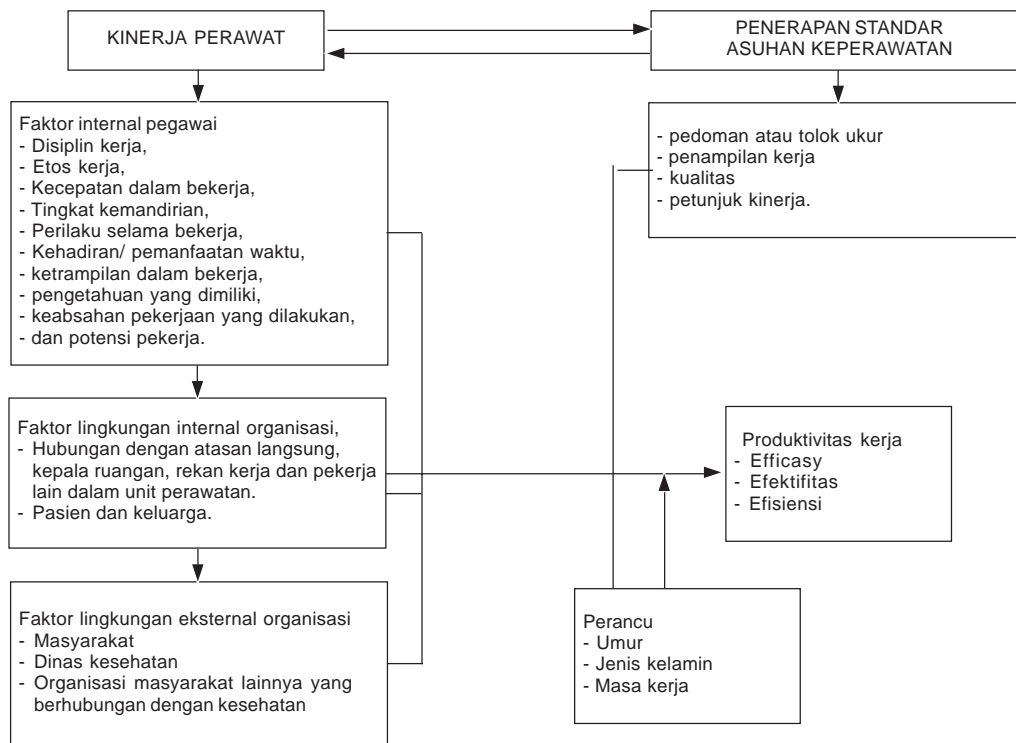 KINERJA PERAWAT
PENERAPAN STANDAR
ASUHAN KEPERAWATAN
Faktor internal pegawai
- Disiplin kerja,
- Etos kerja,
- Kecepatan dalam bekerja,
- Tingkat kemandirian,
- Perilaku selama bekerja,
- Kehadiran/ pemanfaatan waktu,
- ketrampilan dalam bekerja,
- pengetahuan yang dimiliki,
- keabsahan pekerjaan yang dilakukan,
- dan potensi pekerja.
- pedoman atau tolok ukur
- penampilan kerja
- kualitas
- petunjuk kinerja.
Faktor lingkungan internal organisasi,
- Hubungan dengan atasan langsung,
kepala ruangan, rekan kerja dan pekerja
lain dalam unit perawatan.
- Pasien dan keluarga.
Produktivitas kerja
- Efficasy
- Efektifitas
- Efisiensi
Faktor lingkungan eksternal organisasi
- Masyarakat
- Dinas kesehatan
- Organisasi masyarakat lainnya yang
berhubungan dengan kesehatan
Perancu
- Umur
- Jenis kelamin
- Masa kerja